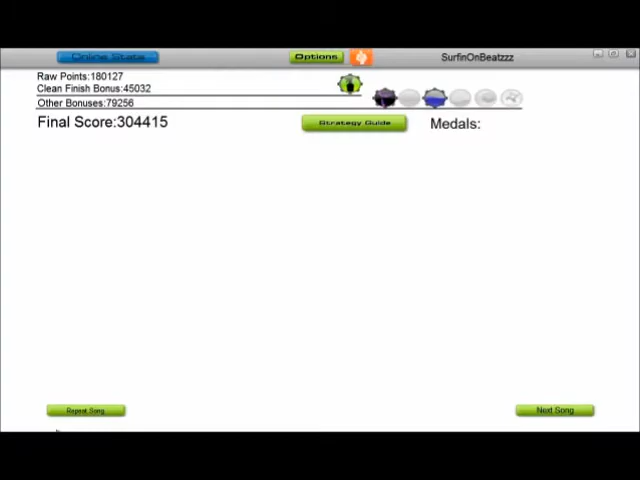 Online Stats Options SurfinOnBeatzzz
Raw Points:180127
Clean Finish Bonus:45032
Other Bonuses:79256
Final Score:304415 Strategy Guide Medals:
Repeat Song Next Song